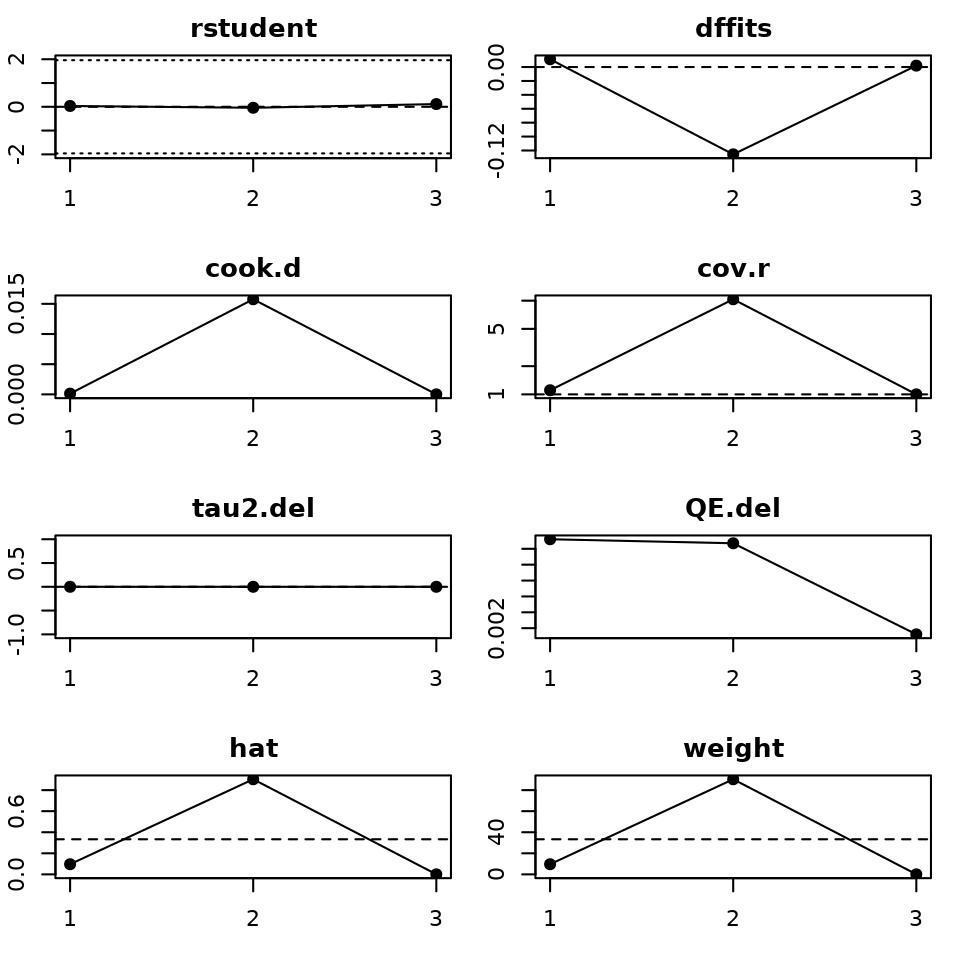 rstudent
2
0
-2
1 2 3
dffits
0.00
-0.12
1 2 3
cook.d
0.015
0.000
1 2 3
cov.r
5
1
1 2 3
tau2.del
0.5
-1.0
1 2 3
QE.del
0.002
1 2 3
hat
0.6
0.0
1 2 3
weight
40
0
1 2 3